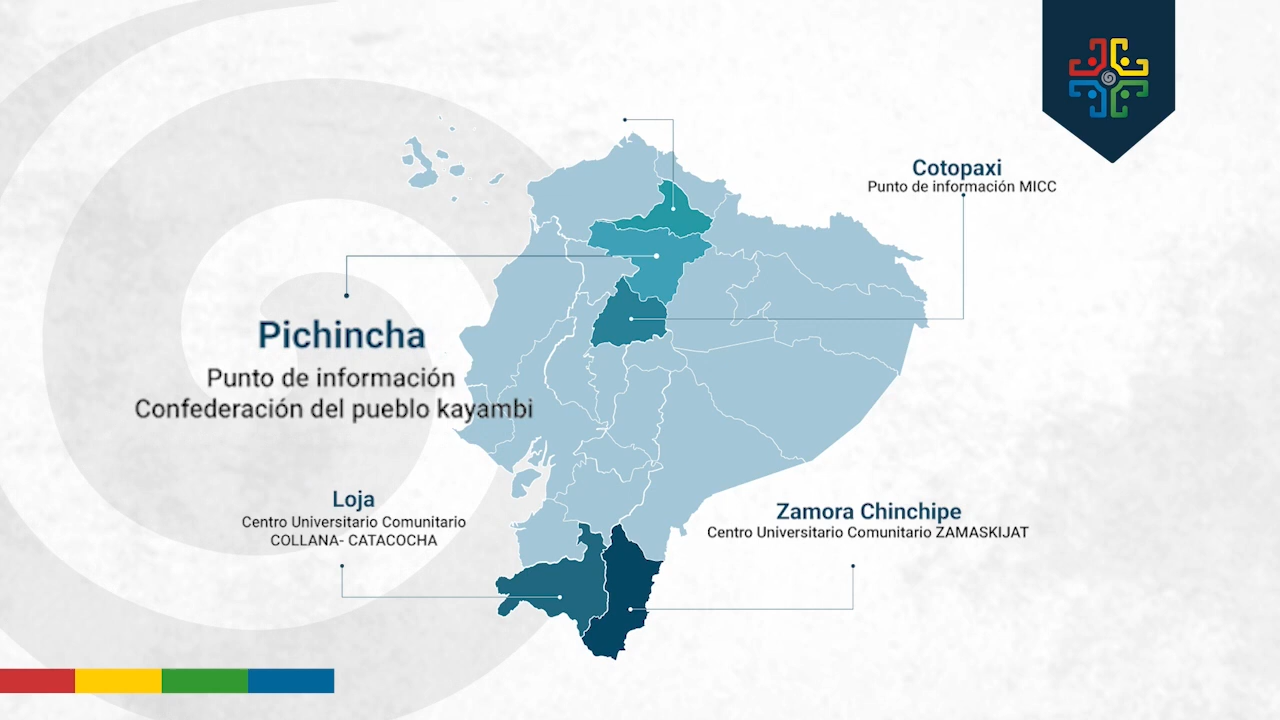 Cotopaxi
Punto de información MICC
Pichincha
Punto de información
Confederación del pueblo kayambi
Loja
Centro Universitario Comunitario
COLLANA- CATACOCHA
Zamora Chinchipe
Centro Universitario Comunitario ZAMASKIJAT